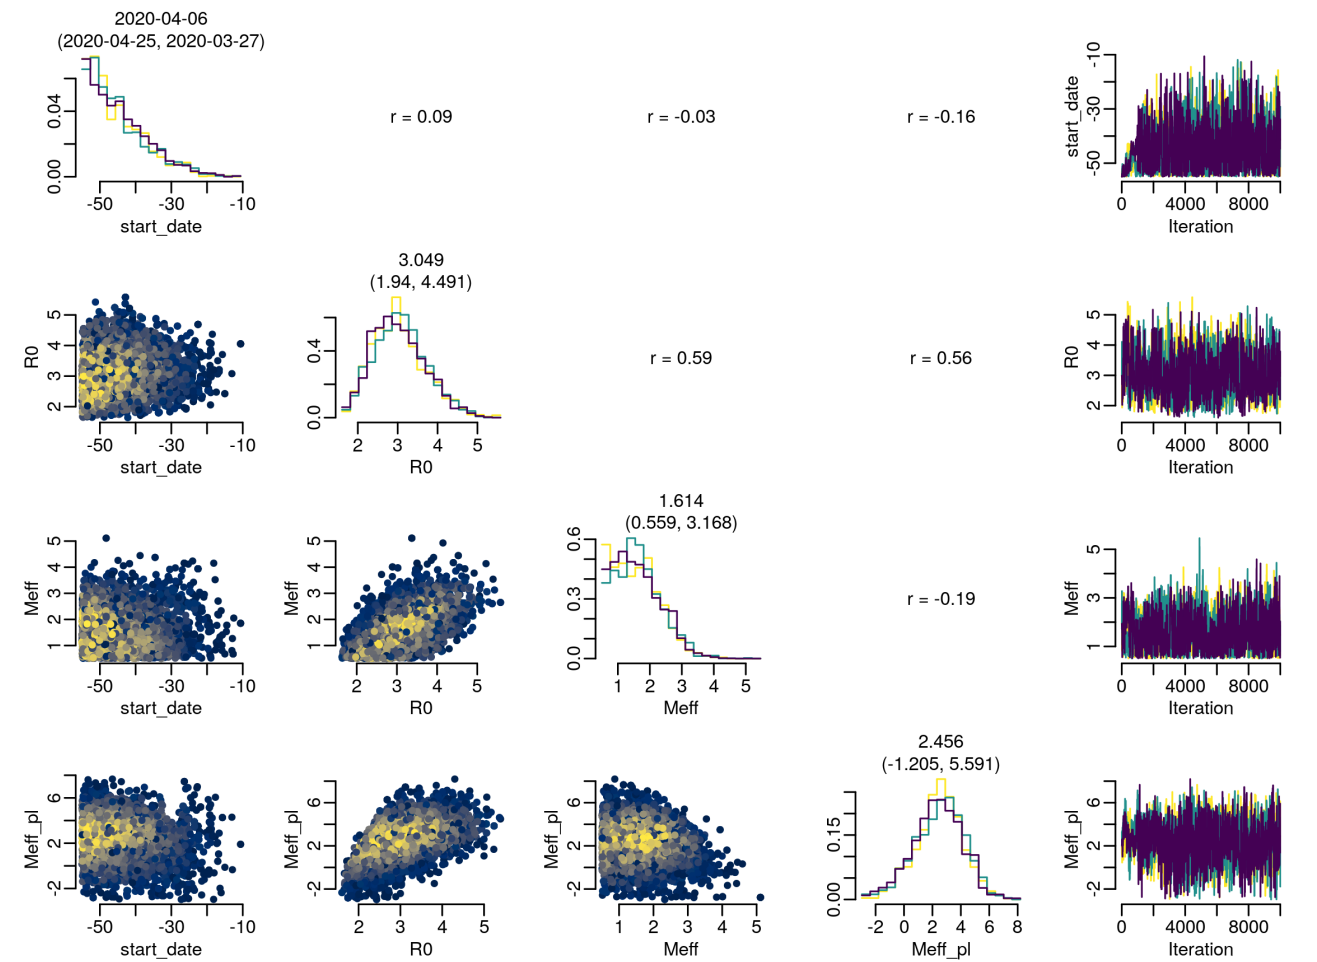 2020-04-06
(2020-04-25, 2020-03-27)
0.00 0.04
-50 -30 -10
start_date
r = 0.09
r = -0.03
r = -0.16
start_date
-50 -30 -10
0 4000 8000
Iteration
R0
2 3 4 5
-50 -30 -10
start_date
3.049
(1.94, 4.491)
0.0 0.4
2 3 4 5
R0
r = 0.59
r = 0.56
R0
2 3 4 5
0 4000 8000
Iteration
Meff
1 2 3 4 5
-50 -30 -10
start_date
Meff
1 2 3 4 5
2 3 4 5
R0
1.614
(0.559, 3.168)
0.0 0.3 0.6
1 2 3 4 5
Meff
r = -0.19
Meff
1 3 5
0 4000 8000
Iteration
Meff_pl
-2 2 4 6
-50 -30 -10
start_date
Meff_pl
-2 2 6
2 3 4 5
R0
Meff_pl
-2 2 6
1 2 3 4 5
Meff
2.456
(-1.205, 5.591)
0.00 0.15
-2 0 2 4 6 8
Meff_pl
Meff_pl
-2 2 6
0 4000 8000
Iteration